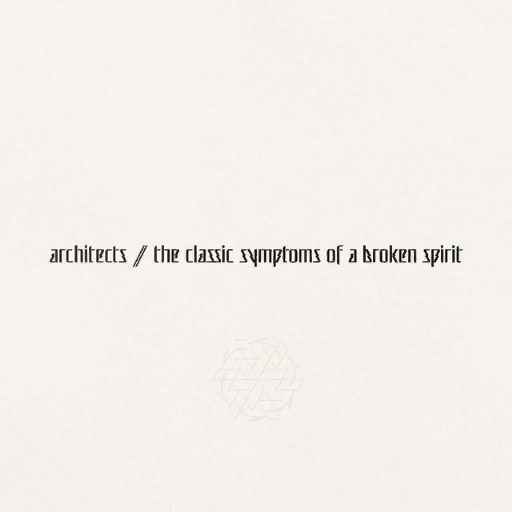 architects // the classic symptoms of a broken spirit